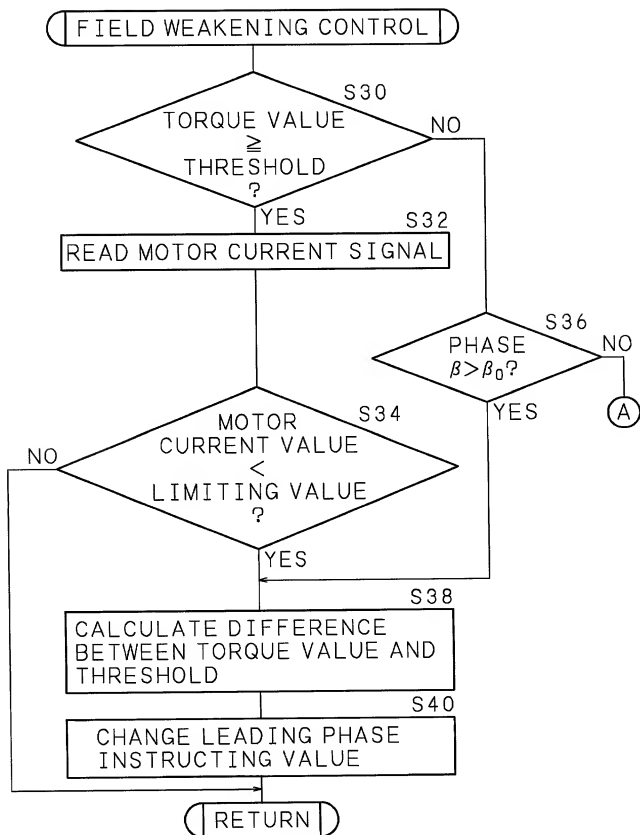 FIELD WEAKENING CONTROL
S30
TORQUE VALUE
≧
THRESHOLD
?
NO
YES
S32
READ MOTOR CURRENT SIGNAL
S36
PHASE
β>β₀?
NO
A
YES
S34
MOTOR
CURRENT VALUE
<
LIMITING VALUE
?
NO
YES
S38
CALCULATE DIFFERENCE
BETWEEN TORQUE VALUE AND
THRESHOLD
S40
CHANGE LEADING PHASE
INSTRUCTING VALUE
RETURN